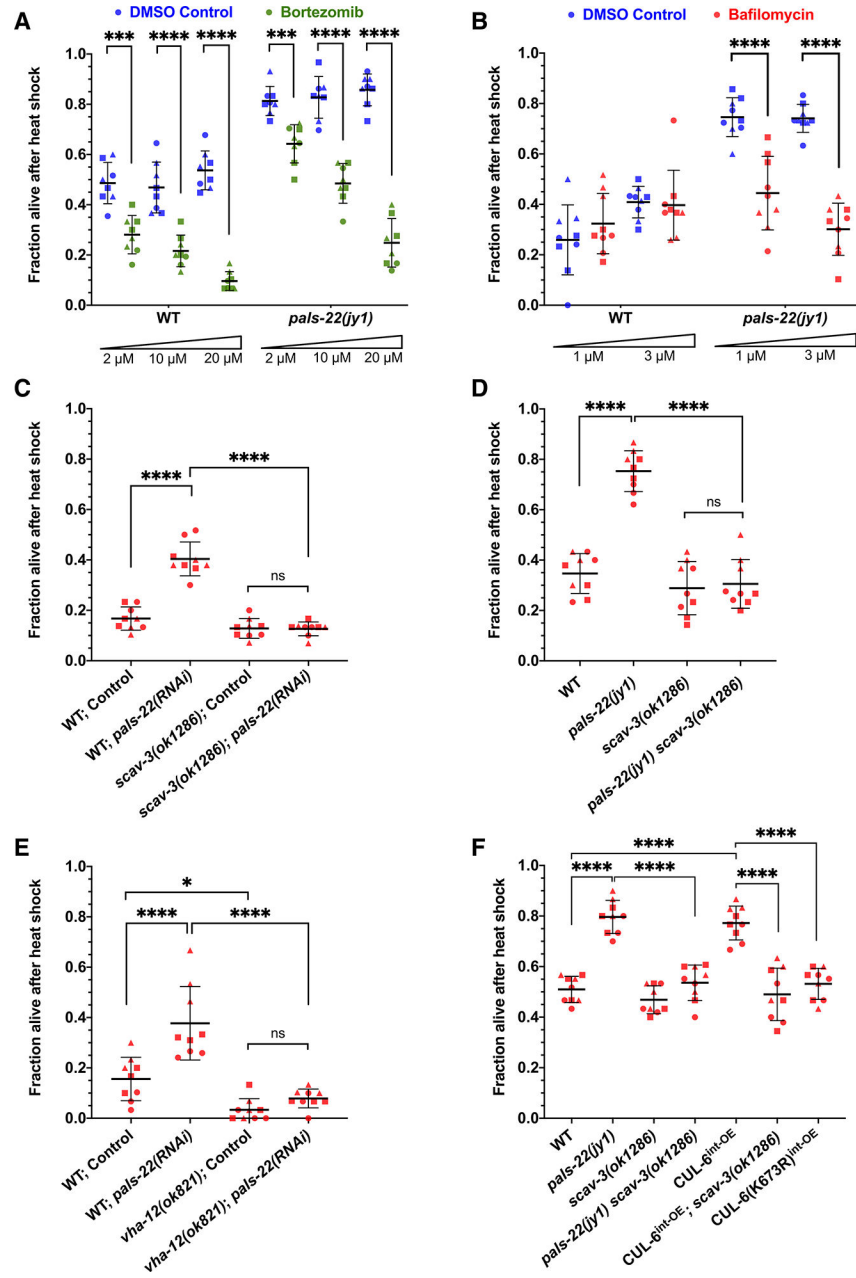 A
DMSO Control Bortezomib
*** **** **** *** **** ****
Fraction alive after heat shock
1.0
0.8
0.6
0.4
0.2
0.0
WT pals-22(jy1)
2 µM 10 µM 20 µM 2 µM 10 µM 20 µM
B
DMSO Control Bafilomycin
**** ****
Fraction alive after heat shock
1.0
0.8
0.6
0.4
0.2
0.0
WT pals-22(jy1)
1 µM 3 µM 1 µM 3 µM
C
Fraction alive after heat shock
1.0
0.8
0.6
0.4
0.2
0.0
****
****
ns
WT; Control
WT; pals-22(RNAi)
scav-3(ok1286); Control
scav-3(ok1286); pals-22(RNAi)
D
Fraction alive after heat shock
1.0
0.8
0.6
0.4
0.2
0.0
**** ****
ns
WT
pals-22(jy1)
scav-3(ok1286)
pals-22(jy1) scav-3(ok1286)
E
Fraction alive after heat shock
1.0
0.8
0.6
0.4
0.2
0.0
*
**** ****
ns
WT; Control
WT; pals-22(RNAi)
vha-12(ok821); Control
vha-12(ok821); pals-22(RNAi)
F
Fraction alive after heat shock
1.0
0.8
0.6
0.4
0.2
0.0
****
****
**** **** ****
WT
pals-22(jy1)
scav-3(ok1286)
pals-22(jy1) scav-3(ok1286)
CUL-6int-OE
CUL-6int-OE; scav-3(ok1286)
CUL-6(K673R)int-OE